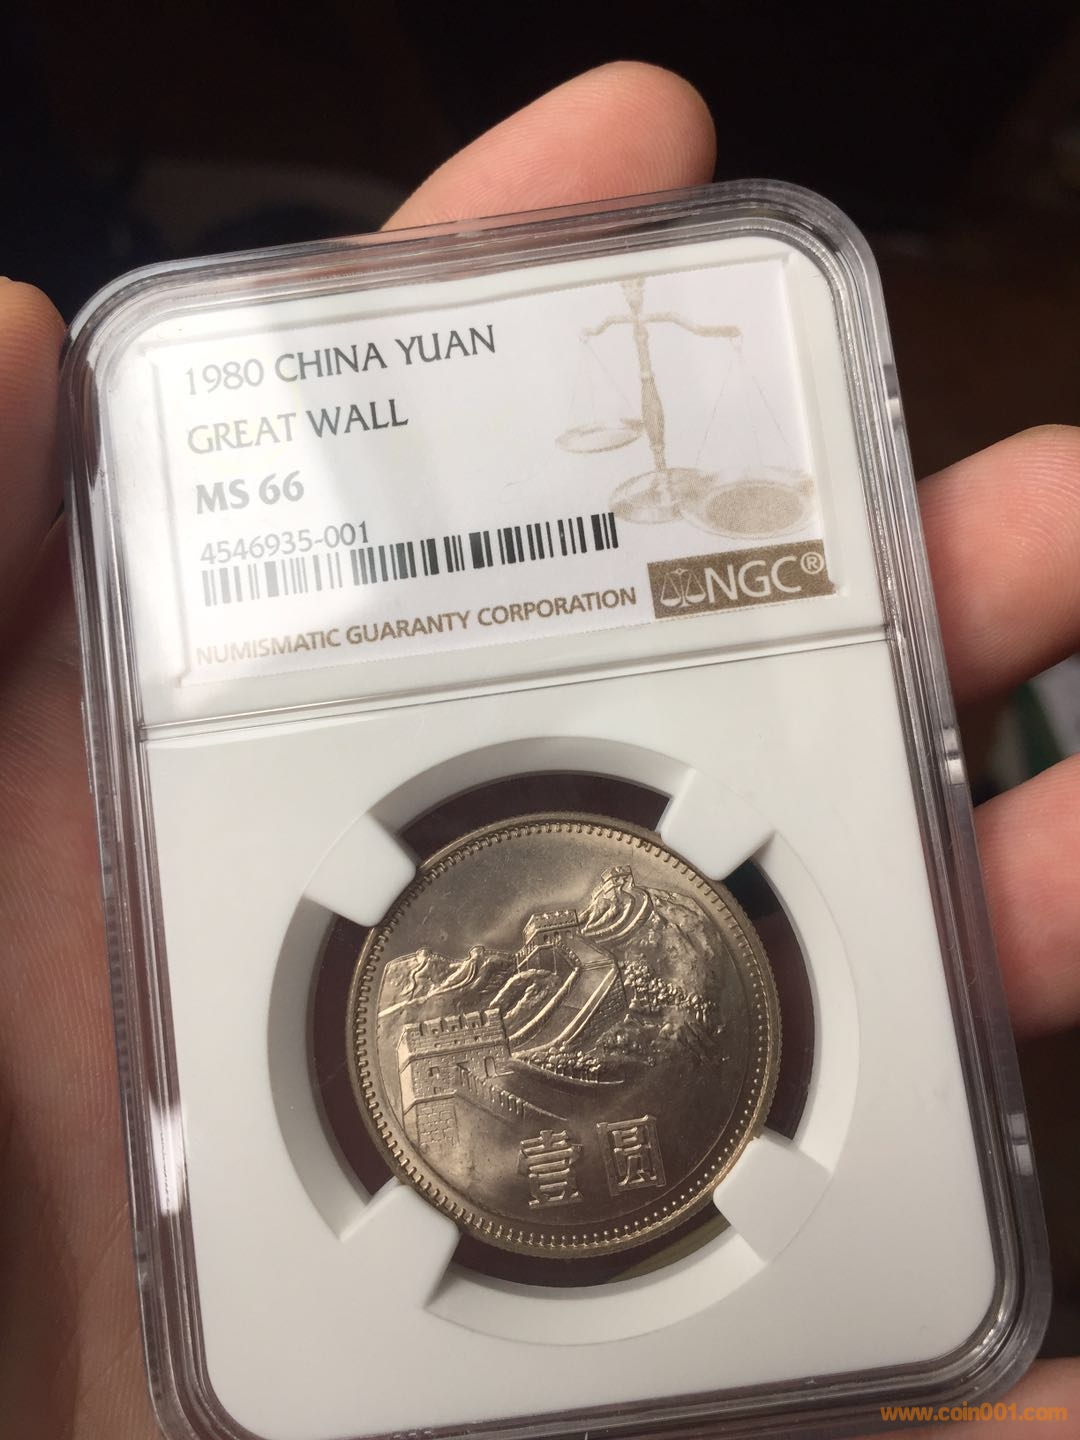 1980 CHINA YUAN
GREAT WALL
MS 66
4546935-001
NUMISMATIC GUARANTY CORPORATION
NGC®
壹圆
www.coin001.com